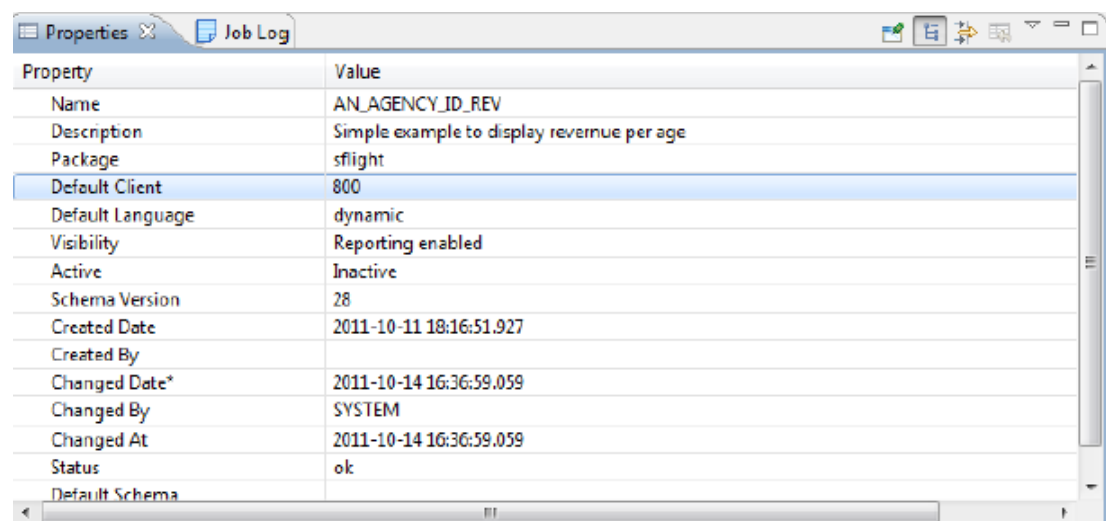 Properties Job Log
Property Value
Name AN_AGENCY_ID_REV
Description Simple example to display revernue per age
Package sflight
Default Client 800
Default Language dynamic
Visibility Reporting enabled
Active Inactive
Schema Version 28
Created Date 2011-10-11 18:16:51.927
Created By
Changed Date* 2011-10-14 16:36:59.059
Changed By SYSTEM
Changed At 2011-10-14 16:36:59.059
Status ok
Default Schema